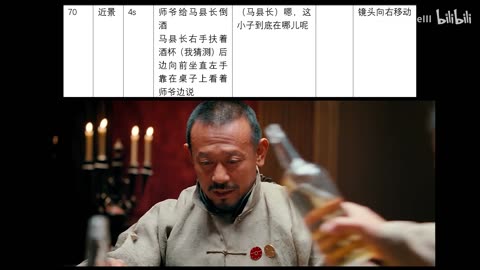 70 近景 4s 师爷给马县长倒 （马县长）嗯，这 镜头向右移动
酒 小子到底在哪儿呢
马县长右手扶着
酒杯（我猜测）后
边向前坐直左手
靠在桌子上看着
师爷边说
elll bilibili